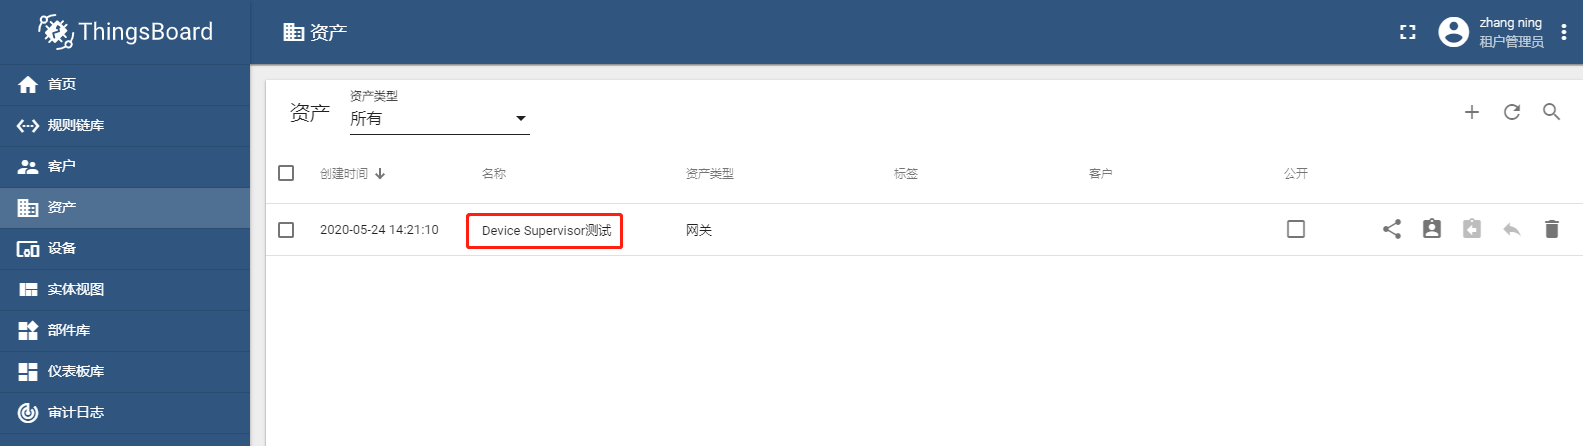 ThingsBoard
资产
zhang ning
租户管理员
首页
规则链库
客户
资产
设备
实体视图
部件库
仪表板库
审计日志
资产
资产类型
所有
创建时间 名称 资产类型 标签 客户 公开
2020-05-24 14:21:10 Device Supervisor测试 网关